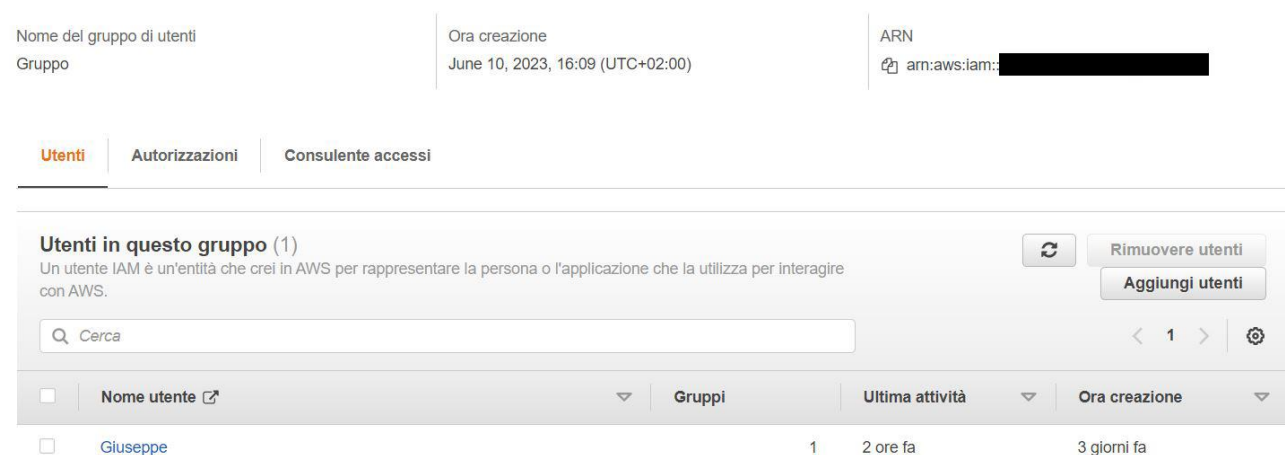 Nome del gruppo di utenti
Ora creazione
ARN
Gruppo
June 10, 2023, 16:09 (UTC+02:00)
arn:aws:iam::
Utenti
Autorizzazioni
Consulente accessi
Utenti in questo gruppo (1)
Un utente IAM è un'entità che crei in AWS per rappresentare la persona o l'applicazione che la utilizza per interagire
con AWS.
Rimuovere utenti
Aggiungi utenti
Cerca
1
Nome utente
Gruppi
Ultima attività
Ora creazione
Giuseppe
1
2 ore fa
3 giorni fa